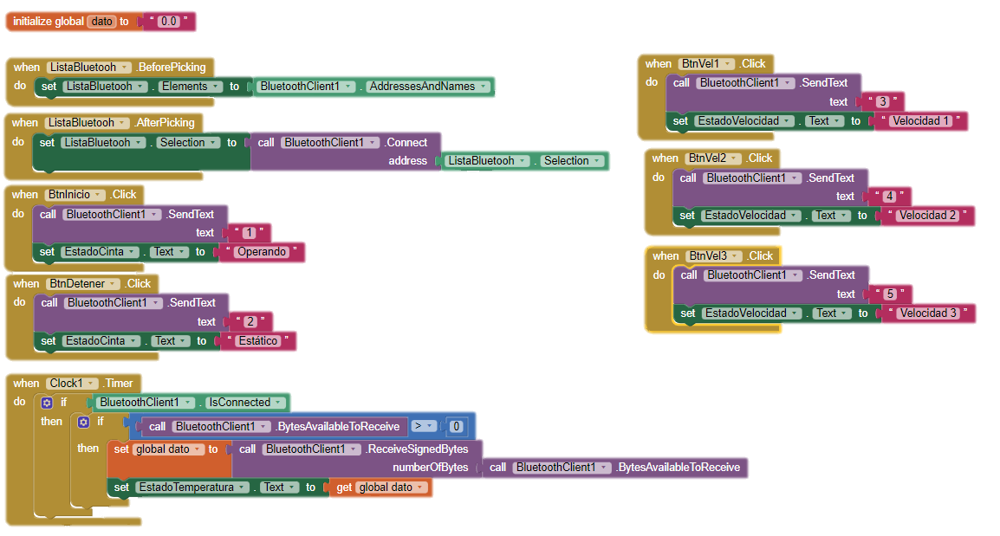 initialize global dato to " 0.0 "
when ListaBluetooh .BeforePicking
do set ListaBluetooh . Elements to BluetoothClient1 . AddressesAndNames
when ListaBluetooh .AfterPicking
do set ListaBluetooh . Selection to call BluetoothClient1 .Connect
address ListaBluetooh . Selection
when BtnInicio .Click
do call BluetoothClient1 .SendText
text " 1 "
set EstadoCinta . Text to " Operando "
when BtnDetener .Click
do call BluetoothClient1 .SendText
text " 2 "
set EstadoCinta . Text to " Estático "
when Clock1 .Timer
do if BluetoothClient1 . IsConnected
then if call BluetoothClient1 .BytesAvailableToReceive > 0
then set global dato to call BluetoothClient1 .ReceiveSignedBytes
numberOfBytes call BluetoothClient1 .BytesAvailableToReceive
set EstadoTemperatura . Text to get global dato
when BtnVel1 .Click
do call BluetoothClient1 .SendText
text " 3 "
set EstadoVelocidad . Text to " Velocidad 1 "
when BtnVel2 .Click
do call BluetoothClient1 .SendText
text " 4 "
set EstadoVelocidad . Text to " Velocidad 2 "
when BtnVel3 .Click
do call BluetoothClient1 .SendText
text " 5 "
set EstadoVelocidad . Text to " Velocidad 3 "